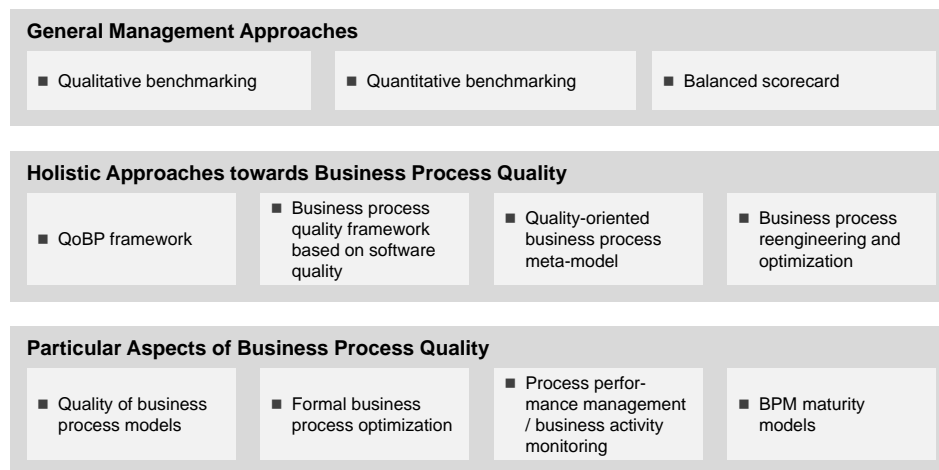 General Management Approaches
■ Qualitative benchmarking
■ Quantitative benchmarking
■ Balanced scorecard
Holistic Approaches towards Business Process Quality
■ QoBP framework
■ Business process
quality framework
based on software
quality
■ Quality-oriented
business process
meta-model
■ Business process
reengineering and
optimization
Particular Aspects of Business Process Quality
■ Quality of business
process models
■ Formal business
process optimization
■ Process perfor-
mance management
/ business activity
monitoring
■ BPM maturity
models